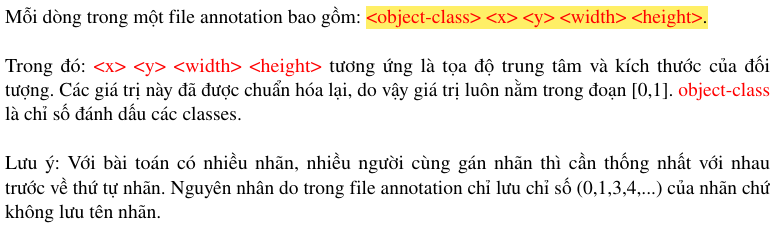 Mỗi dòng trong một file annotation bao gồm: <object-class> <x> <y> <width> <height>.
Trong đó: <x> <y> <width> <height> tương ứng là tọa độ trung tâm và kích thước của đối
tượng. Các giá trị này đã được chuẩn hóa lại, do vậy giá trị luôn nằm trong đoạn [0,1]. object-class
là chỉ số đánh dấu các classes.
Lưu ý: Với bài toán có nhiều nhãn, nhiều người cùng gán nhãn thì cần thống nhất với nhau
trước về thứ tự nhãn. Nguyên nhân do trong file annotation chỉ lưu chỉ số (0,1,3,4,...) của nhãn chứ
không lưu tên nhãn.